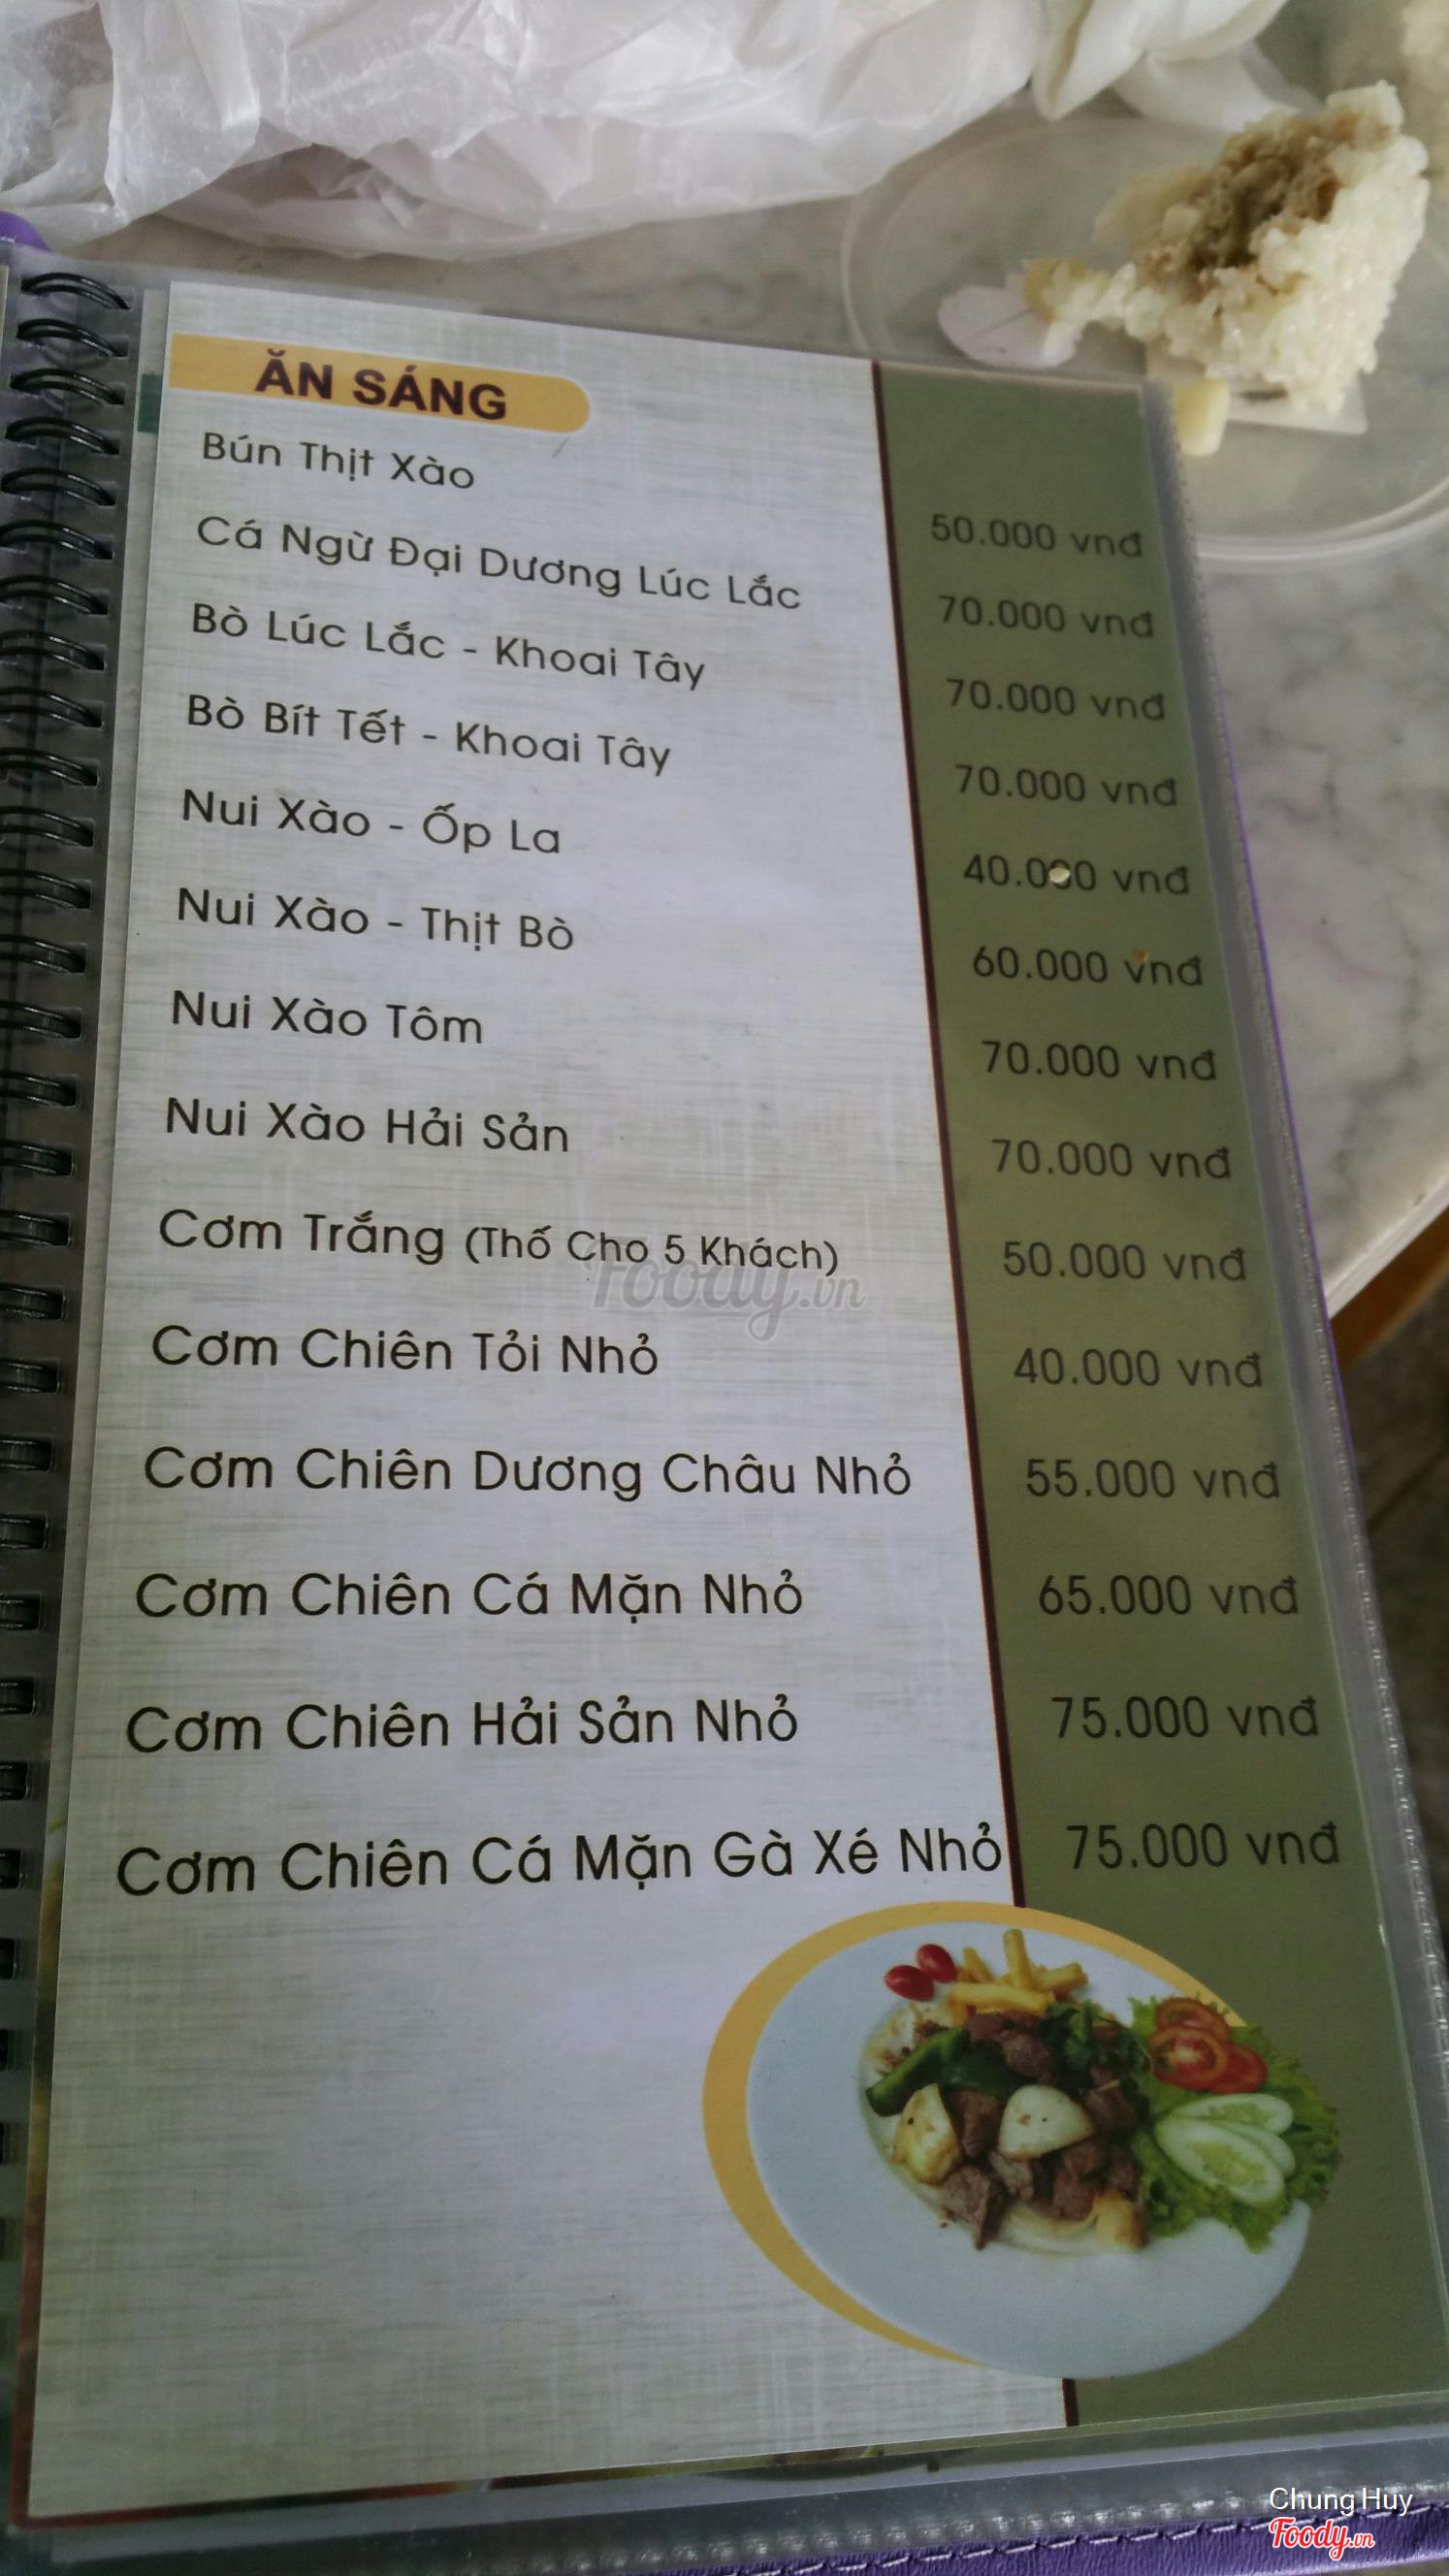 ĂN SÁNG
Bún Thịt Xào 50.000 vnđ
Cá Ngừ Đại Dương Lúc Lắc 70.000 vnđ
Bò Lúc Lắc - Khoai Tây 70.000 vnđ
Bò Bít Tết - Khoai Tây 70.000 vnđ
Nui Xào - Ốp La 40.000 vnđ
Nui Xào - Thịt Bò 60.000 vnđ
Nui Xào Tôm 70.000 vnđ
Nui Xào Hải Sản 70.000 vnđ
Cơm Trắng (Thố Cho 5 Khách) 50.000 vnđ
Foody.vn
Cơm Chiên Tỏi Nhỏ 40.000 vnđ
Cơm Chiên Dương Châu Nhỏ 55.000 vnđ
Cơm Chiên Cá Mặn Nhỏ 65.000 vnđ
Cơm Chiên Hải Sản Nhỏ 75.000 vnđ
Cơm Chiên Cá Mặn Gà Xé Nhỏ 75.000 vnđ
Chung Huy
Foody.vn